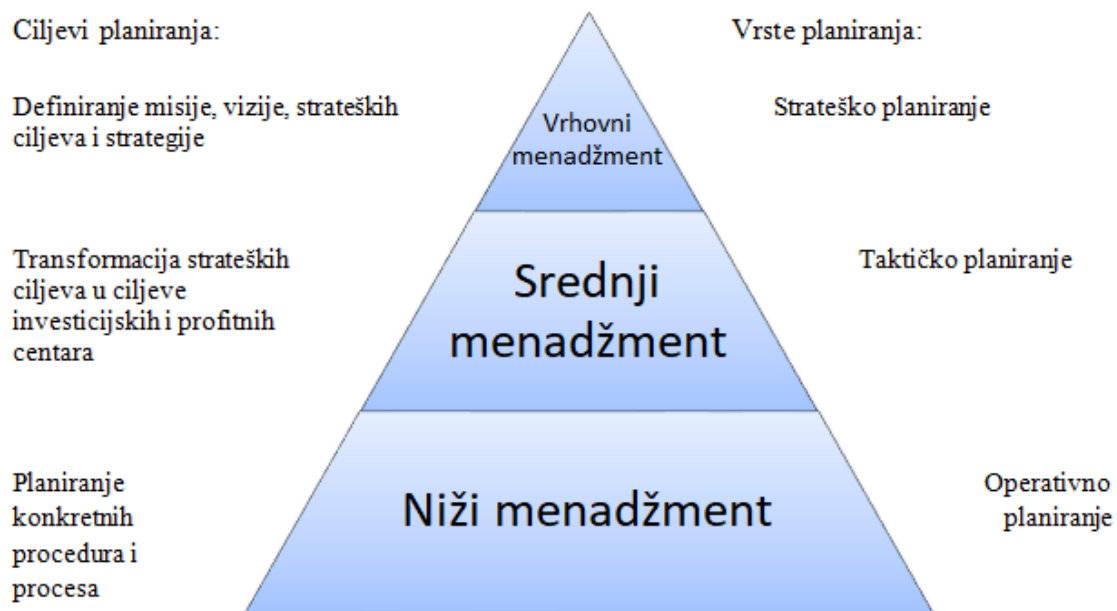 Ciljevi planiranja:
Vrste planiranja:
Definiranje misije, vizije, strateških
ciljeva i strategije
Vrhovni
menadžment
Strateško planiranje
Transformacija strateških
ciljeva u ciljeve
investicijskih i profitnih
centara
Srednji
menadžment
Taktičko planiranje
Planiranje
konkretnih
procedura i
procesa
Niži menadžment
Operativno
planiranje